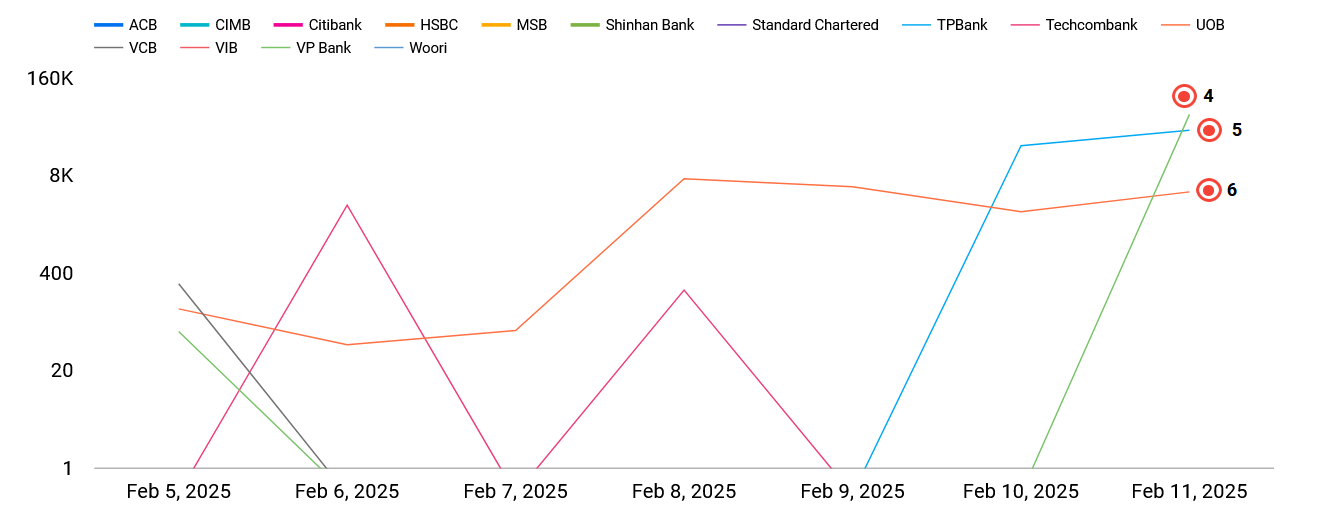 ACB CIMB Citibank HSBC MSB Shinhan Bank Standard Chartered TPBank Techcombank UOB
VCB VIB VP Bank Woori
160K
4
5
8K
6
400
20
1
Feb 5, 2025 Feb 6, 2025 Feb 7, 2025 Feb 8, 2025 Feb 9, 2025 Feb 10, 2025 Feb 11, 2025